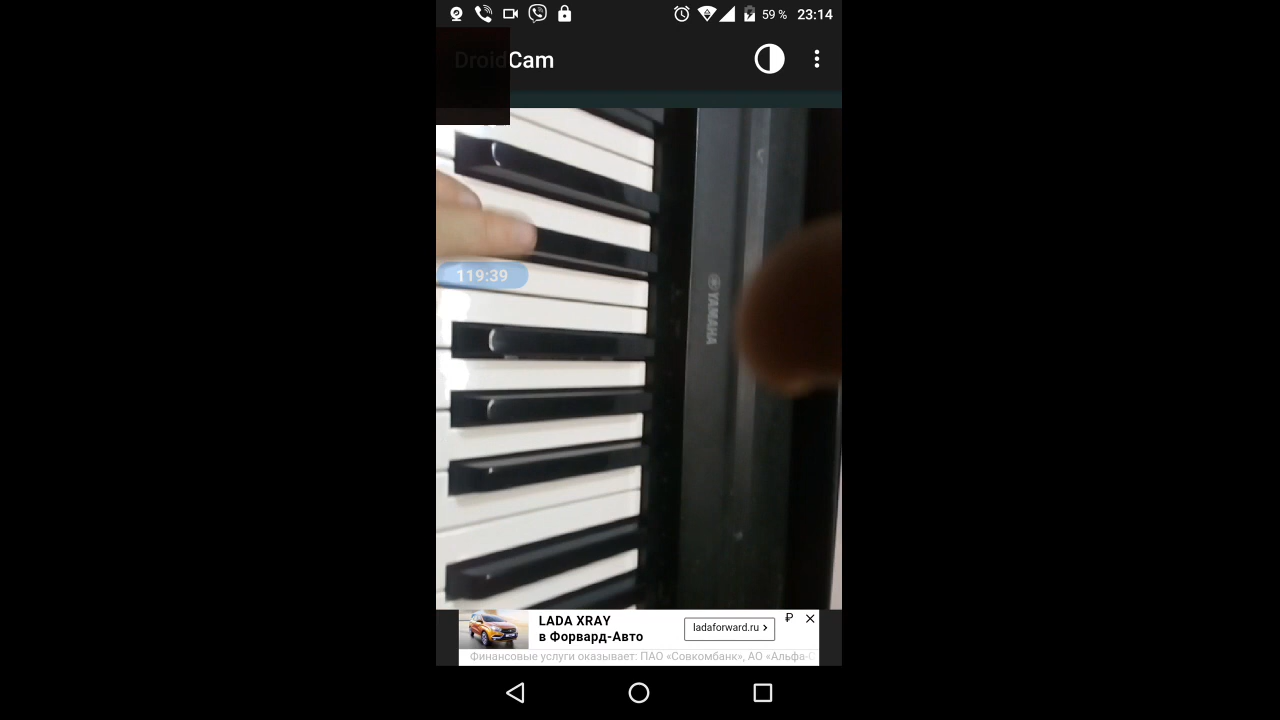 59 % 23:14
DroidCam
119:39
YAMAHA
LADA XRAY
в Форвард-Авто
ladaforward.ru
₽
Финансовые услуги оказывает: ПАО «Совкомбанк», АО «Альфа-